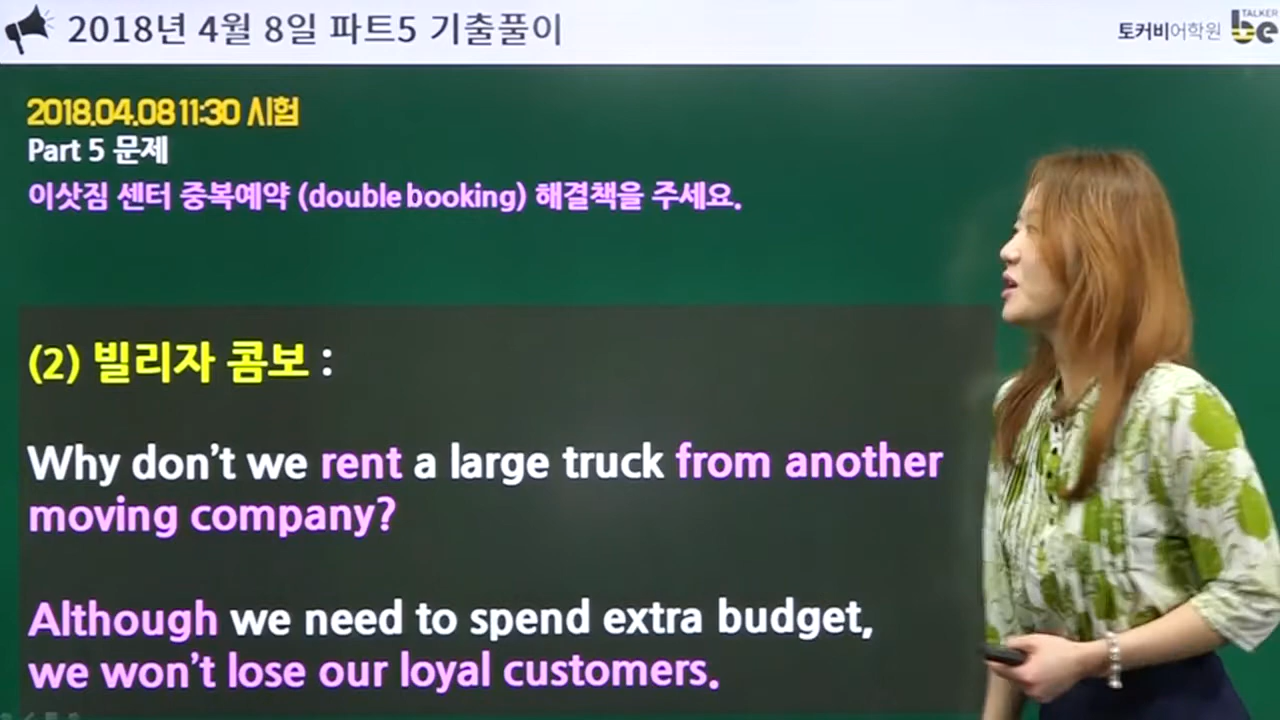 2018년 4월 8일 파트5 기출풀이
토커비어학원
TALKER
be
2018.04.08 11:30 시험
Part 5 문제
이삿짐 센터 중복예약 (double booking) 해결책을 주세요.
(2) 빌리자 콤보 :
Why don't we rent a large truck from another
moving company?
Although we need to spend extra budget,
we won't lose our loyal customers.